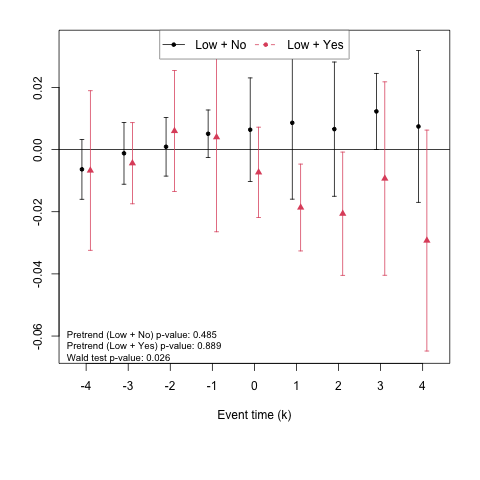 Low + No Low + Yes
0.02
0.00
-0.02
-0.04
-0.06
Pretrend (Low + No) p-value: 0.485
Pretrend (Low + Yes) p-value: 0.889
Wald test p-value: 0.026
-4 -3 -2 -1 0 1 2 3 4
Event time (k)